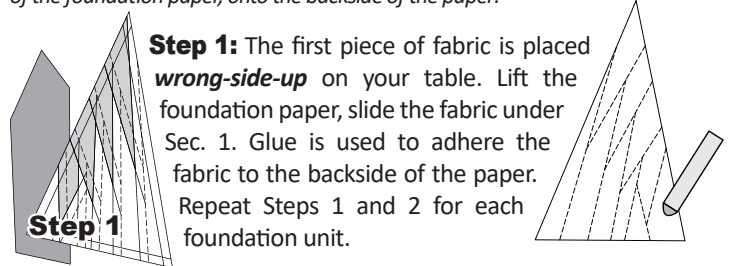 of the foundation paper, onto the backside of the paper.
Step 1: The first piece of fabric is placed
wrong-side-up on your table. Lift the
foundation paper, slide the fabric under
Sec. 1. Glue is used to adhere the
fabric to the backside of the paper.
Repeat Steps 1 and 2 for each
foundation unit.
Step 1